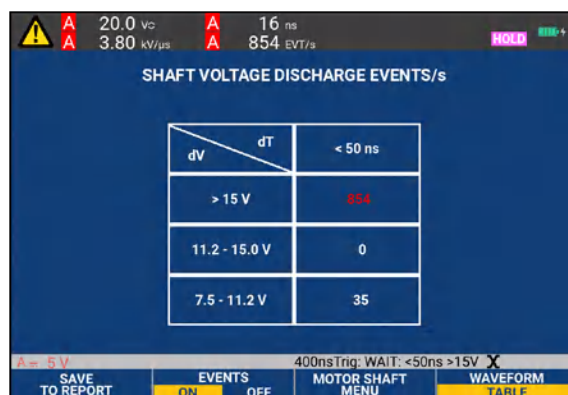 A 20.0 Vc A 16 ns
A 3.80 kV/µs A 854 EVT/s
HOLD
SHAFT VOLTAGE DISCHARGE EVENTS/s
dV dT < 50 ns
> 15 V 854
11.2 - 15.0 V 0
7.5 - 11.2 V 35
A= 5 V 400nsTrig: WAIT: <50ns >15V X
SAVE EVENTS MOTOR SHAFT WAVEFORM
TO REPORT ON OFF MENU TABLE